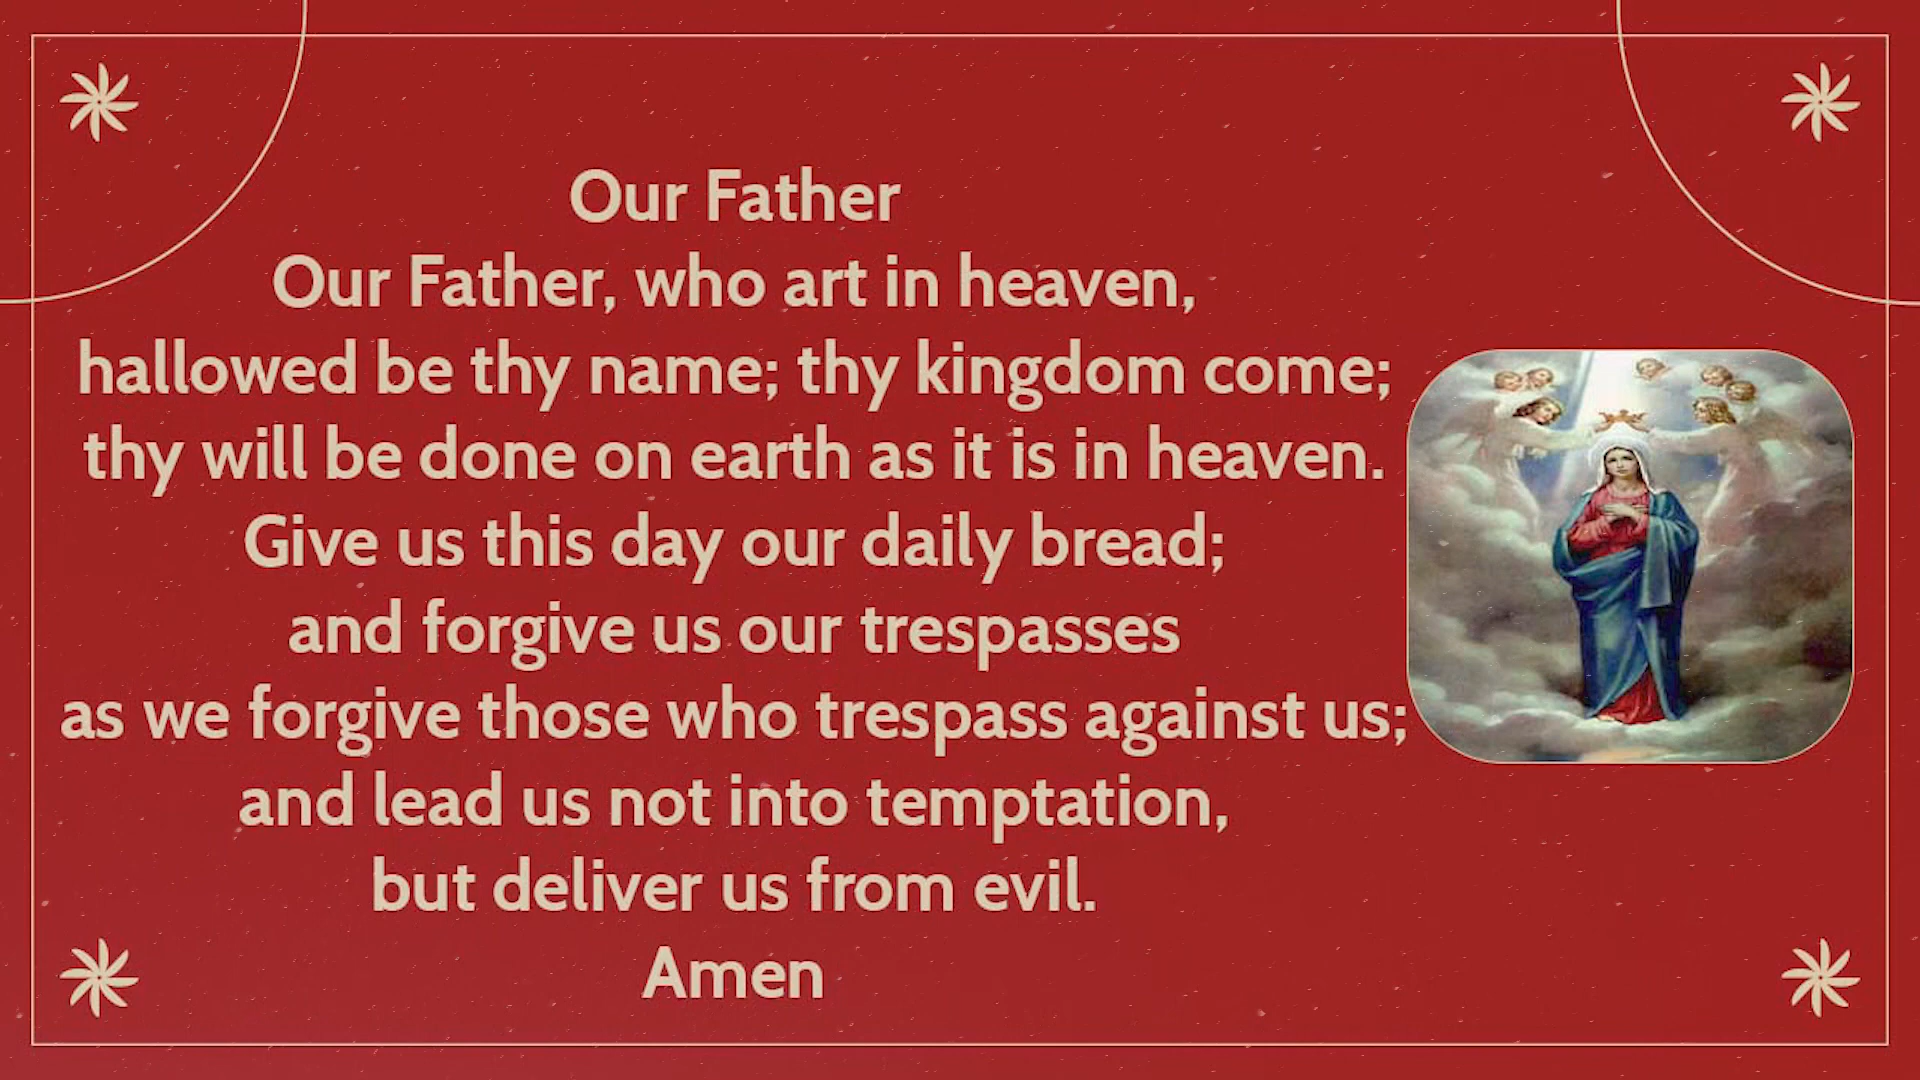 Our Father
Our Father, who art in heaven,
hallowed be thy name; thy kingdom come;
thy will be done on earth as it is in heaven.
Give us this day our daily bread;
and forgive us our trespasses
as we forgive those who trespass against us;
and lead us not into temptation,
but deliver us from evil.
Amen